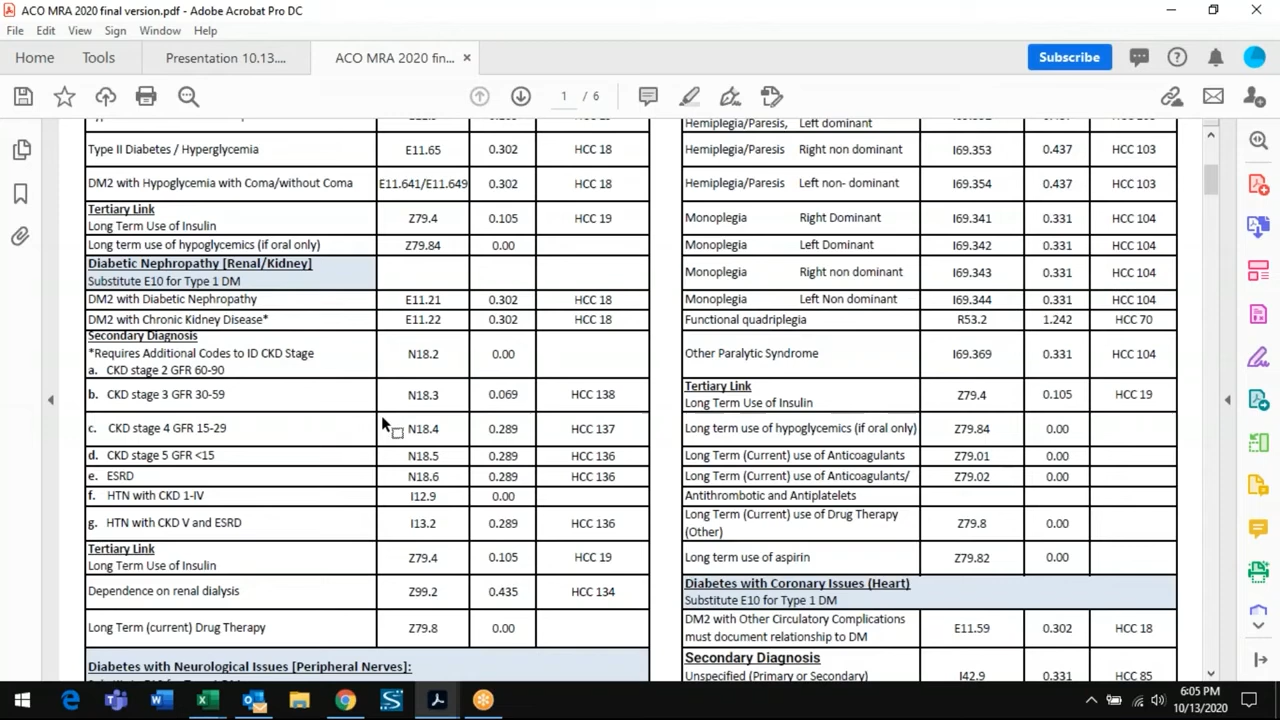 ACO MRA 2020 final version.pdf - Adobe Acrobat Pro DC
File Edit View Sign Window Help
Home Tools Presentation 10.13.... ACO MRA 2020 fin... × Subscribe
1 / 6
Type II Diabetes / Hyperglycemia E11.65 0.302 HCC 18
DM2 with Hypoglycemia with Coma/without Coma E11.641/E11.649 0.302 HCC 18
Tertiary Link
Long Term Use of Insulin Z79.4 0.105 HCC 19
Long term use of hypoglycemics (if oral only) Z79.84 0.00
Diabetic Nephropathy [Renal/Kidney]
Substitute E10 for Type 1 DM
DM2 with Diabetic Nephropathy E11.21 0.302 HCC 18
DM2 with Chronic Kidney Disease* E11.22 0.302 HCC 18
Secondary Diagnosis
*Requires Additional Codes to ID CKD Stage N18.2 0.00
a. CKD stage 2 GFR 60-90
b. CKD stage 3 GFR 30-59 N18.3 0.069 HCC 138
c. CKD stage 4 GFR 15-29 N18.4 0.289 HCC 137
d. CKD stage 5 GFR <15 N18.5 0.289 HCC 136
e. ESRD N18.6 0.289 HCC 136
f. HTN with CKD 1-IV I12.9 0.00
g. HTN with CKD V and ESRD I13.2 0.289 HCC 136
Tertiary Link
Long Term Use of Insulin Z79.4 0.105 HCC 19
Dependence on renal dialysis Z99.2 0.435 HCC 134
Long Term (current) Drug Therapy Z79.8 0.00
Diabetes with Neurological Issues [Peripheral Nerves]:
Hemiplegia/Paresis, Left dominant
Hemiplegia/Paresis Right non dominant I69.353 0.437 HCC 103
Hemiplegia/Paresis Left non- dominant I69.354 0.437 HCC 103
Monoplegia Right Dominant I69.341 0.331 HCC 104
Monoplegia Left Dominant I69.342 0.331 HCC 104
Monoplegia Right non dominant I69.343 0.331 HCC 104
Monoplegia Left Non dominant I69.344 0.331 HCC 104
Functional quadriplegia R53.2 1.242 HCC 70
Other Paralytic Syndrome I69.369 0.331 HCC 104
Tertiary Link
Long Term Use of Insulin Z79.4 0.105 HCC 19
Long term use of hypoglycemics (if oral only) Z79.84 0.00
Long Term (Current) use of Anticoagulants Z79.01 0.00
Long Term (Current) use of Anticoagulants/ Z79.02 0.00
Antithrombotic and Antiplatelets
Long Term (Current) use of Drug Therapy
(Other) Z79.8 0.00
Long term use of aspirin Z79.82 0.00
Diabetes with Coronary Issues (Heart)
Substitute E10 for Type 1 DM
DM2 with Other Circulatory Complications
must document relationship to DM E11.59 0.302 HCC 18
Secondary Diagnosis
Unspecified (Primary or Secondary) I42.9 0.331 HCC 85
6:05 PM
10/13/2020